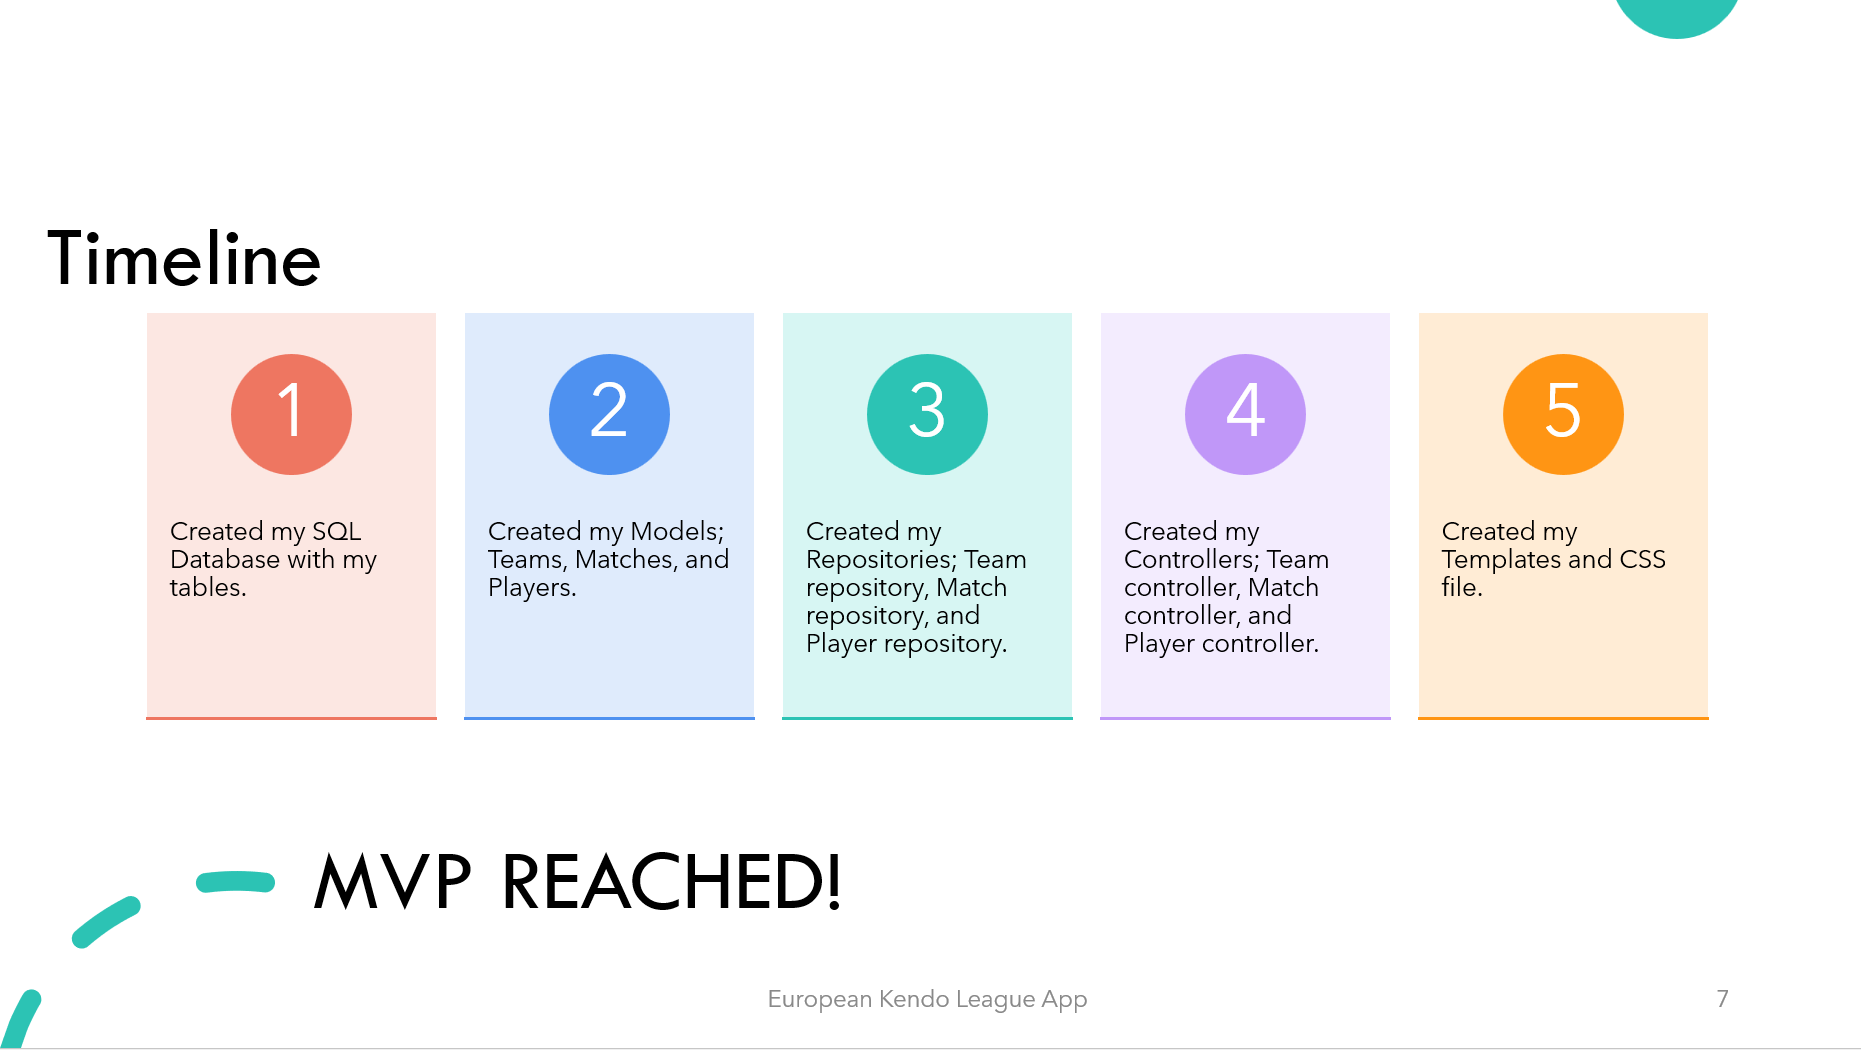 Timeline
1
Created my SQL
Database with my
tables.
2
Created my Models;
Teams, Matches, and
Players.
3
Created my
Repositories; Team
repository, Match
repository, and
Player repository.
4
Created my
Controllers; Team
controller, Match
controller, and
Player controller.
5
Created my
Templates and CSS
file.
MVP REACHED!
European Kendo League App
7